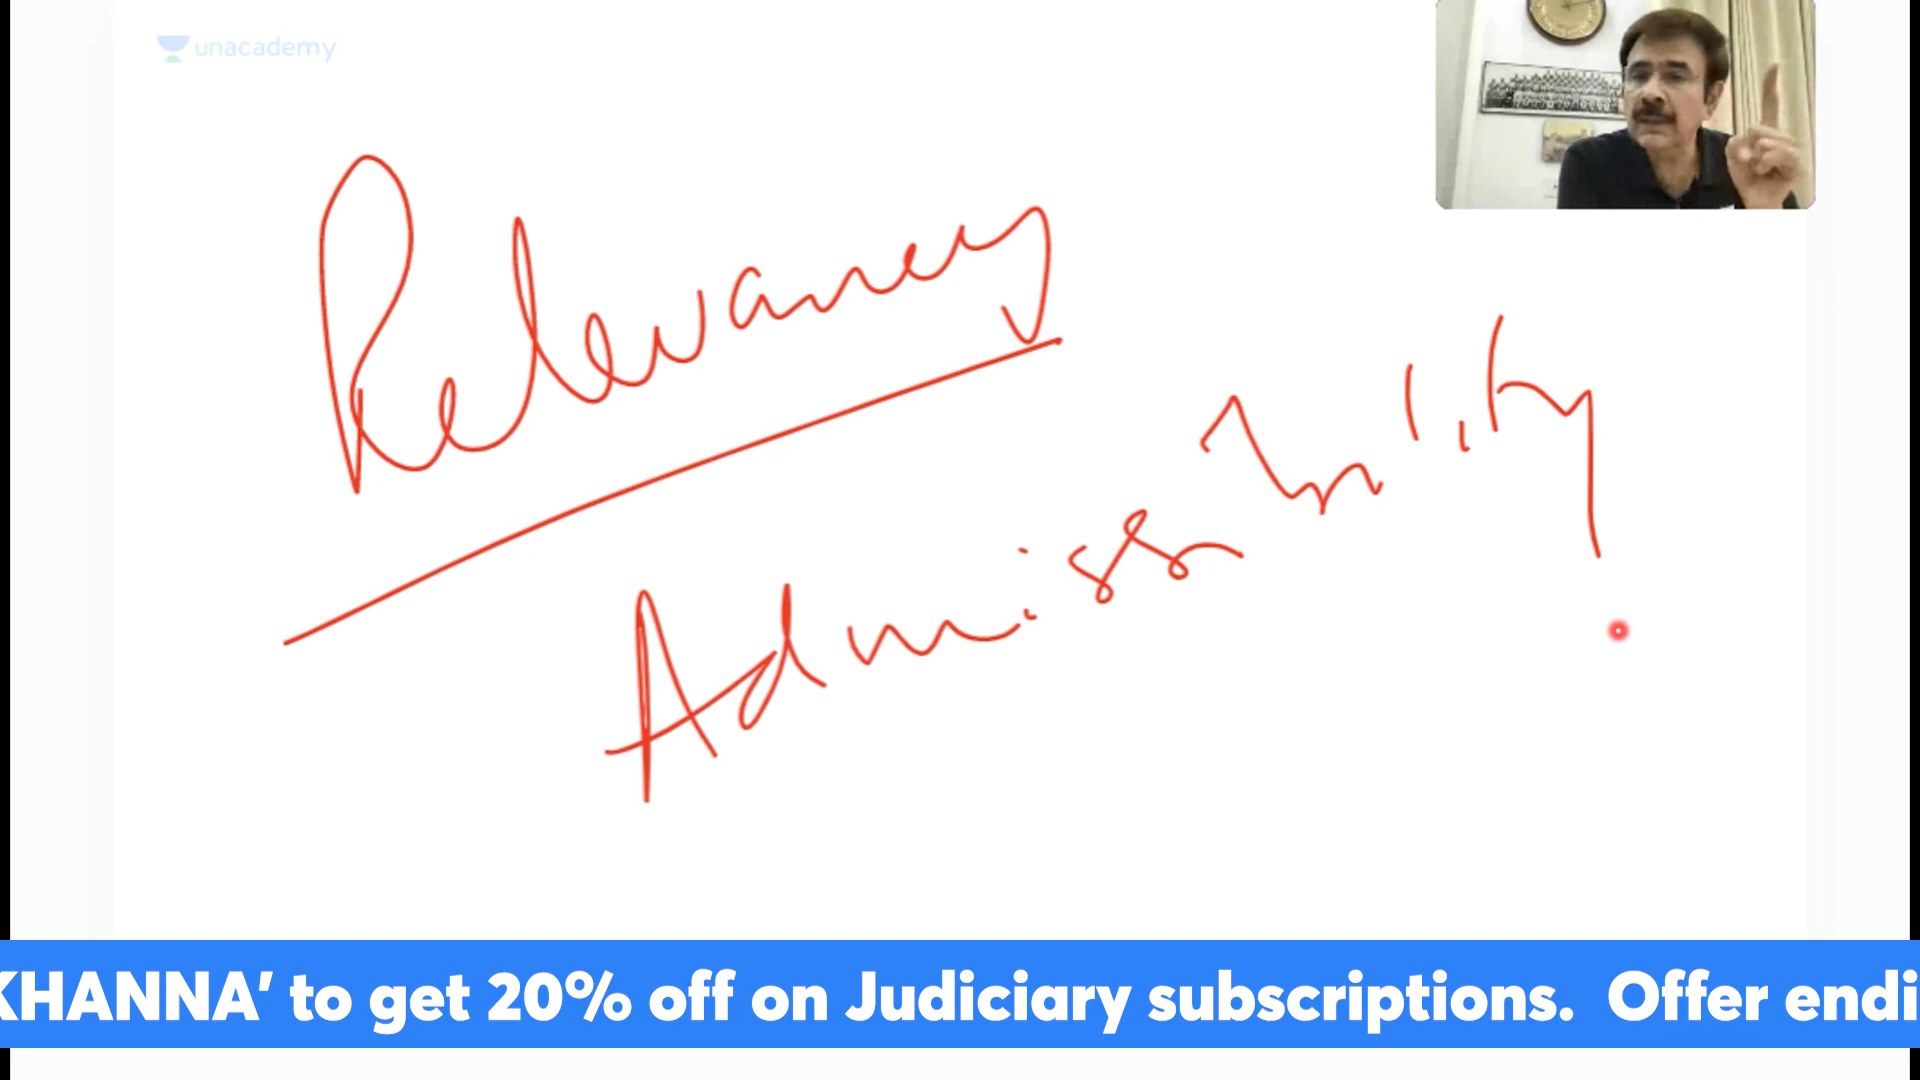 unacademy
Relevancy
Admissibility
KHANNA' to get 20% off on Judiciary subscriptions. Offer endi